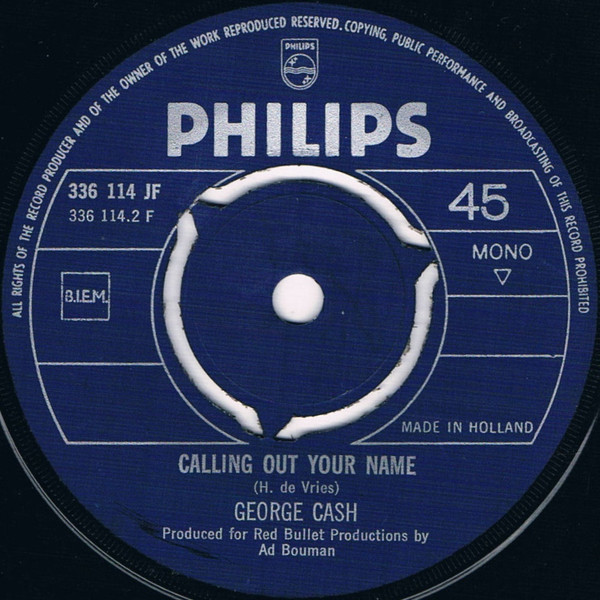 ALL RIGHTS OF THE RECORD PRODUCER AND OF THE OWNER OF THE WORK REPRODUCED RESERVED. COPYING, PUBLIC PERFORMANCE AND BROADCASTING OF THIS RECORD PROHIBITED
PHILIPS
PHILIPS
336 114 JF
336 114.2 F
45
MONO
B.I.E.M.
MADE IN HOLLAND
CALLING OUT YOUR NAME
(H. de Vries)
GEORGE CASH
Produced for Red Bullet Productions by
Ad Bouman